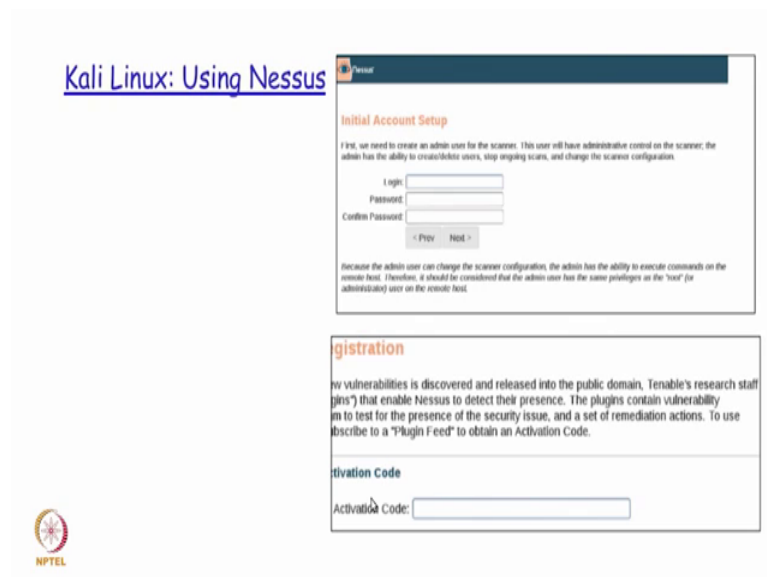 Kali Linux: Using Nessus
Nessus
Initial Account Setup
First, we need to create an admin user for the scanner. This user will have administrative control on the scanner; the
admin has the ability to create/delete users, stop ongoing scans, and change the scanner configuration.
Login:
Password:
Confirm Password:
< Prev Next >
Because the admin user can change the scanner configuration, the admin has the ability to execute commands on the
remote host. Therefore, it should be considered that the admin user has the same privileges as the "root" (or
administrator) user on the remote host.
gistration
w vulnerabilities is discovered and released into the public domain, Tenable's research staff
gins") that enable Nessus to detect their presence. The plugins contain vulnerability
m to test for the presence of the security issue, and a set of remediation actions. To use
bscribe to a "Plugin Feed" to obtain an Activation Code.
tivation Code
Activation Code:
NPTEL